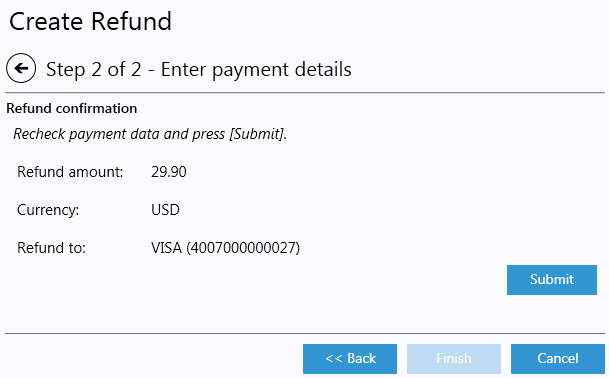 Create Refund
Step 2 of 2 - Enter payment details
Refund confirmation
Recheck payment data and press [Submit].
Refund amount: 29.90
Currency: USD
Refund to: VISA (4007000000027)
Submit
<< Back Finish Cancel